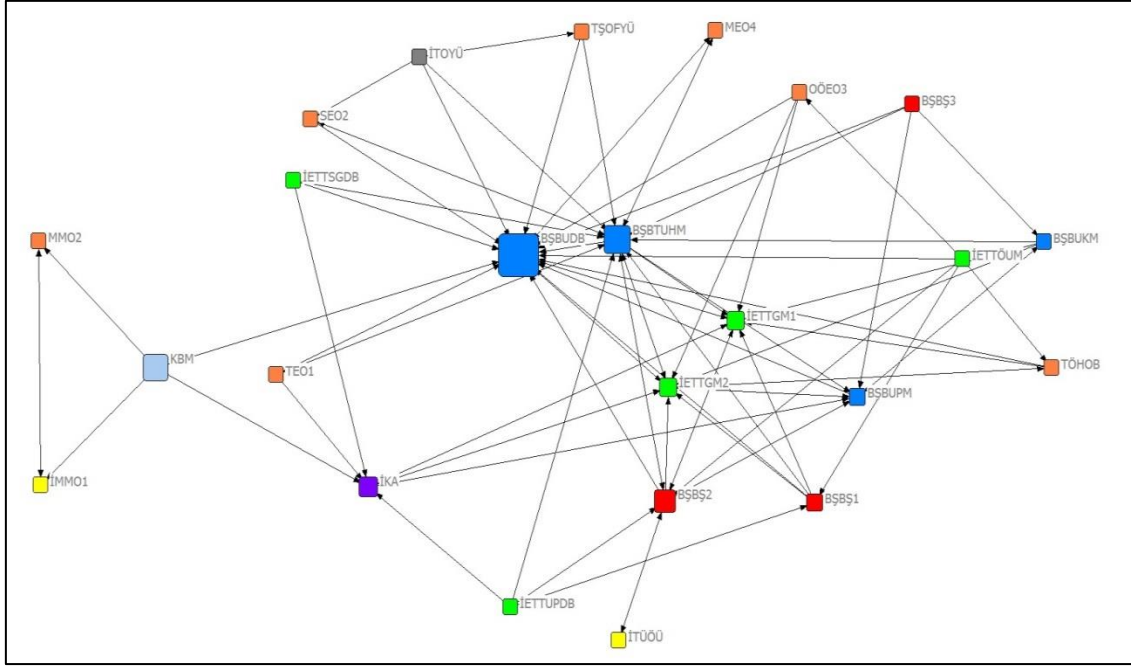 TŞOFYÜ
MEO4
İTOYÜ
OÖEO3
BŞBŞ3
SEO2
İETTSGDB
MMO2
BŞBUDB
BŞBTUHM
BŞBUKM
İETTÖUM
İETTGM1
KBM
TEO1
TÖHOB
İETTGM2
BŞBUPM
İMMO1
İKA
BŞBŞ2
BŞBŞ1
İETTUPDB
İTÜÖÜ